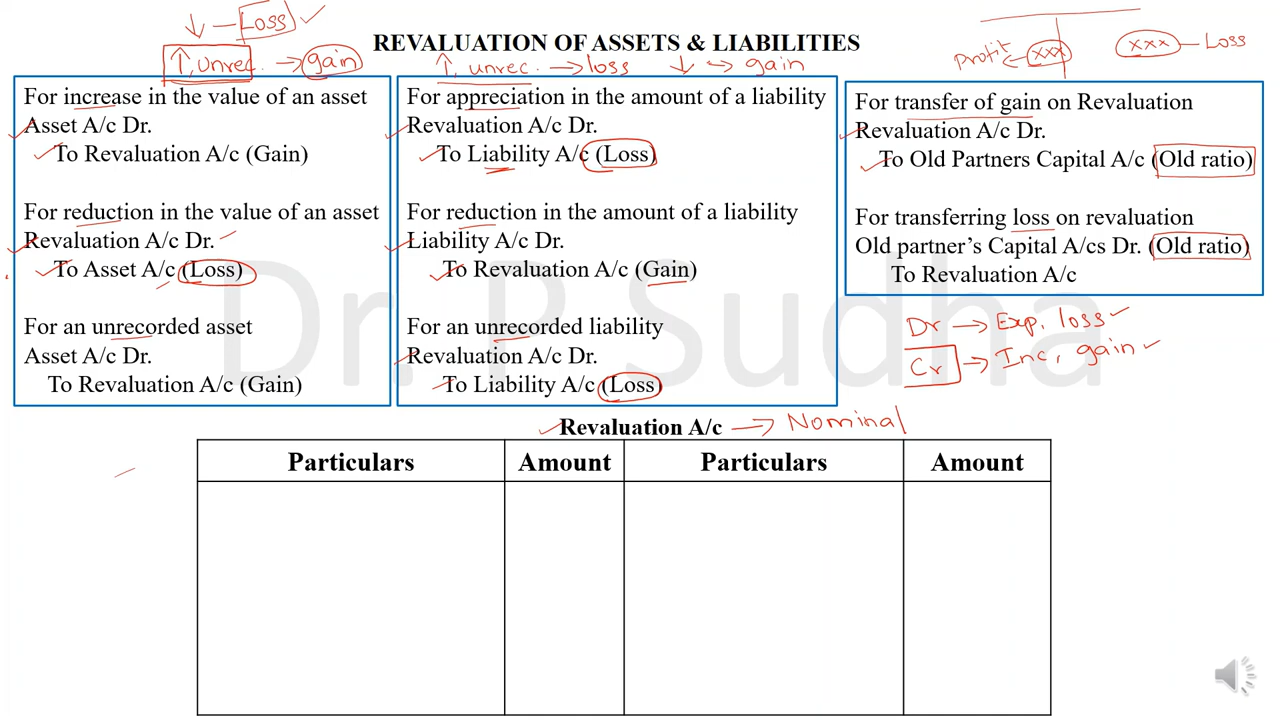 ↓ – Loss ✓
REVALUATION OF ASSETS & LIABILITIES
↑, unrec. → gain
↑, unrec. → loss ↓ → gain
Profit ← xxx
xxx – Loss
For increase in the value of an asset
Asset A/c Dr.
To Revaluation A/c (Gain)
For reduction in the value of an asset
Revaluation A/c Dr.
To Asset A/c (Loss)
For an unrecorded asset
Asset A/c Dr.
To Revaluation A/c (Gain)
For appreciation in the amount of a liability
Revaluation A/c Dr.
To Liability A/c (Loss)
For reduction in the amount of a liability
Liability A/c Dr.
To Revaluation A/c (Gain)
For an unrecorded liability
Revaluation A/c Dr.
To Liability A/c (Loss)
For transfer of gain on Revaluation
Revaluation A/c Dr.
To Old Partners Capital A/c (Old ratio)
For transferring loss on revaluation
Old partner’s Capital A/cs Dr. (Old ratio)
To Revaluation A/c
Dr → Exp. loss ✓
Cr → Inc, gain ✓
Dr. P Sudha
Revaluation A/c → Nominal
Particulars Amount Particulars Amount